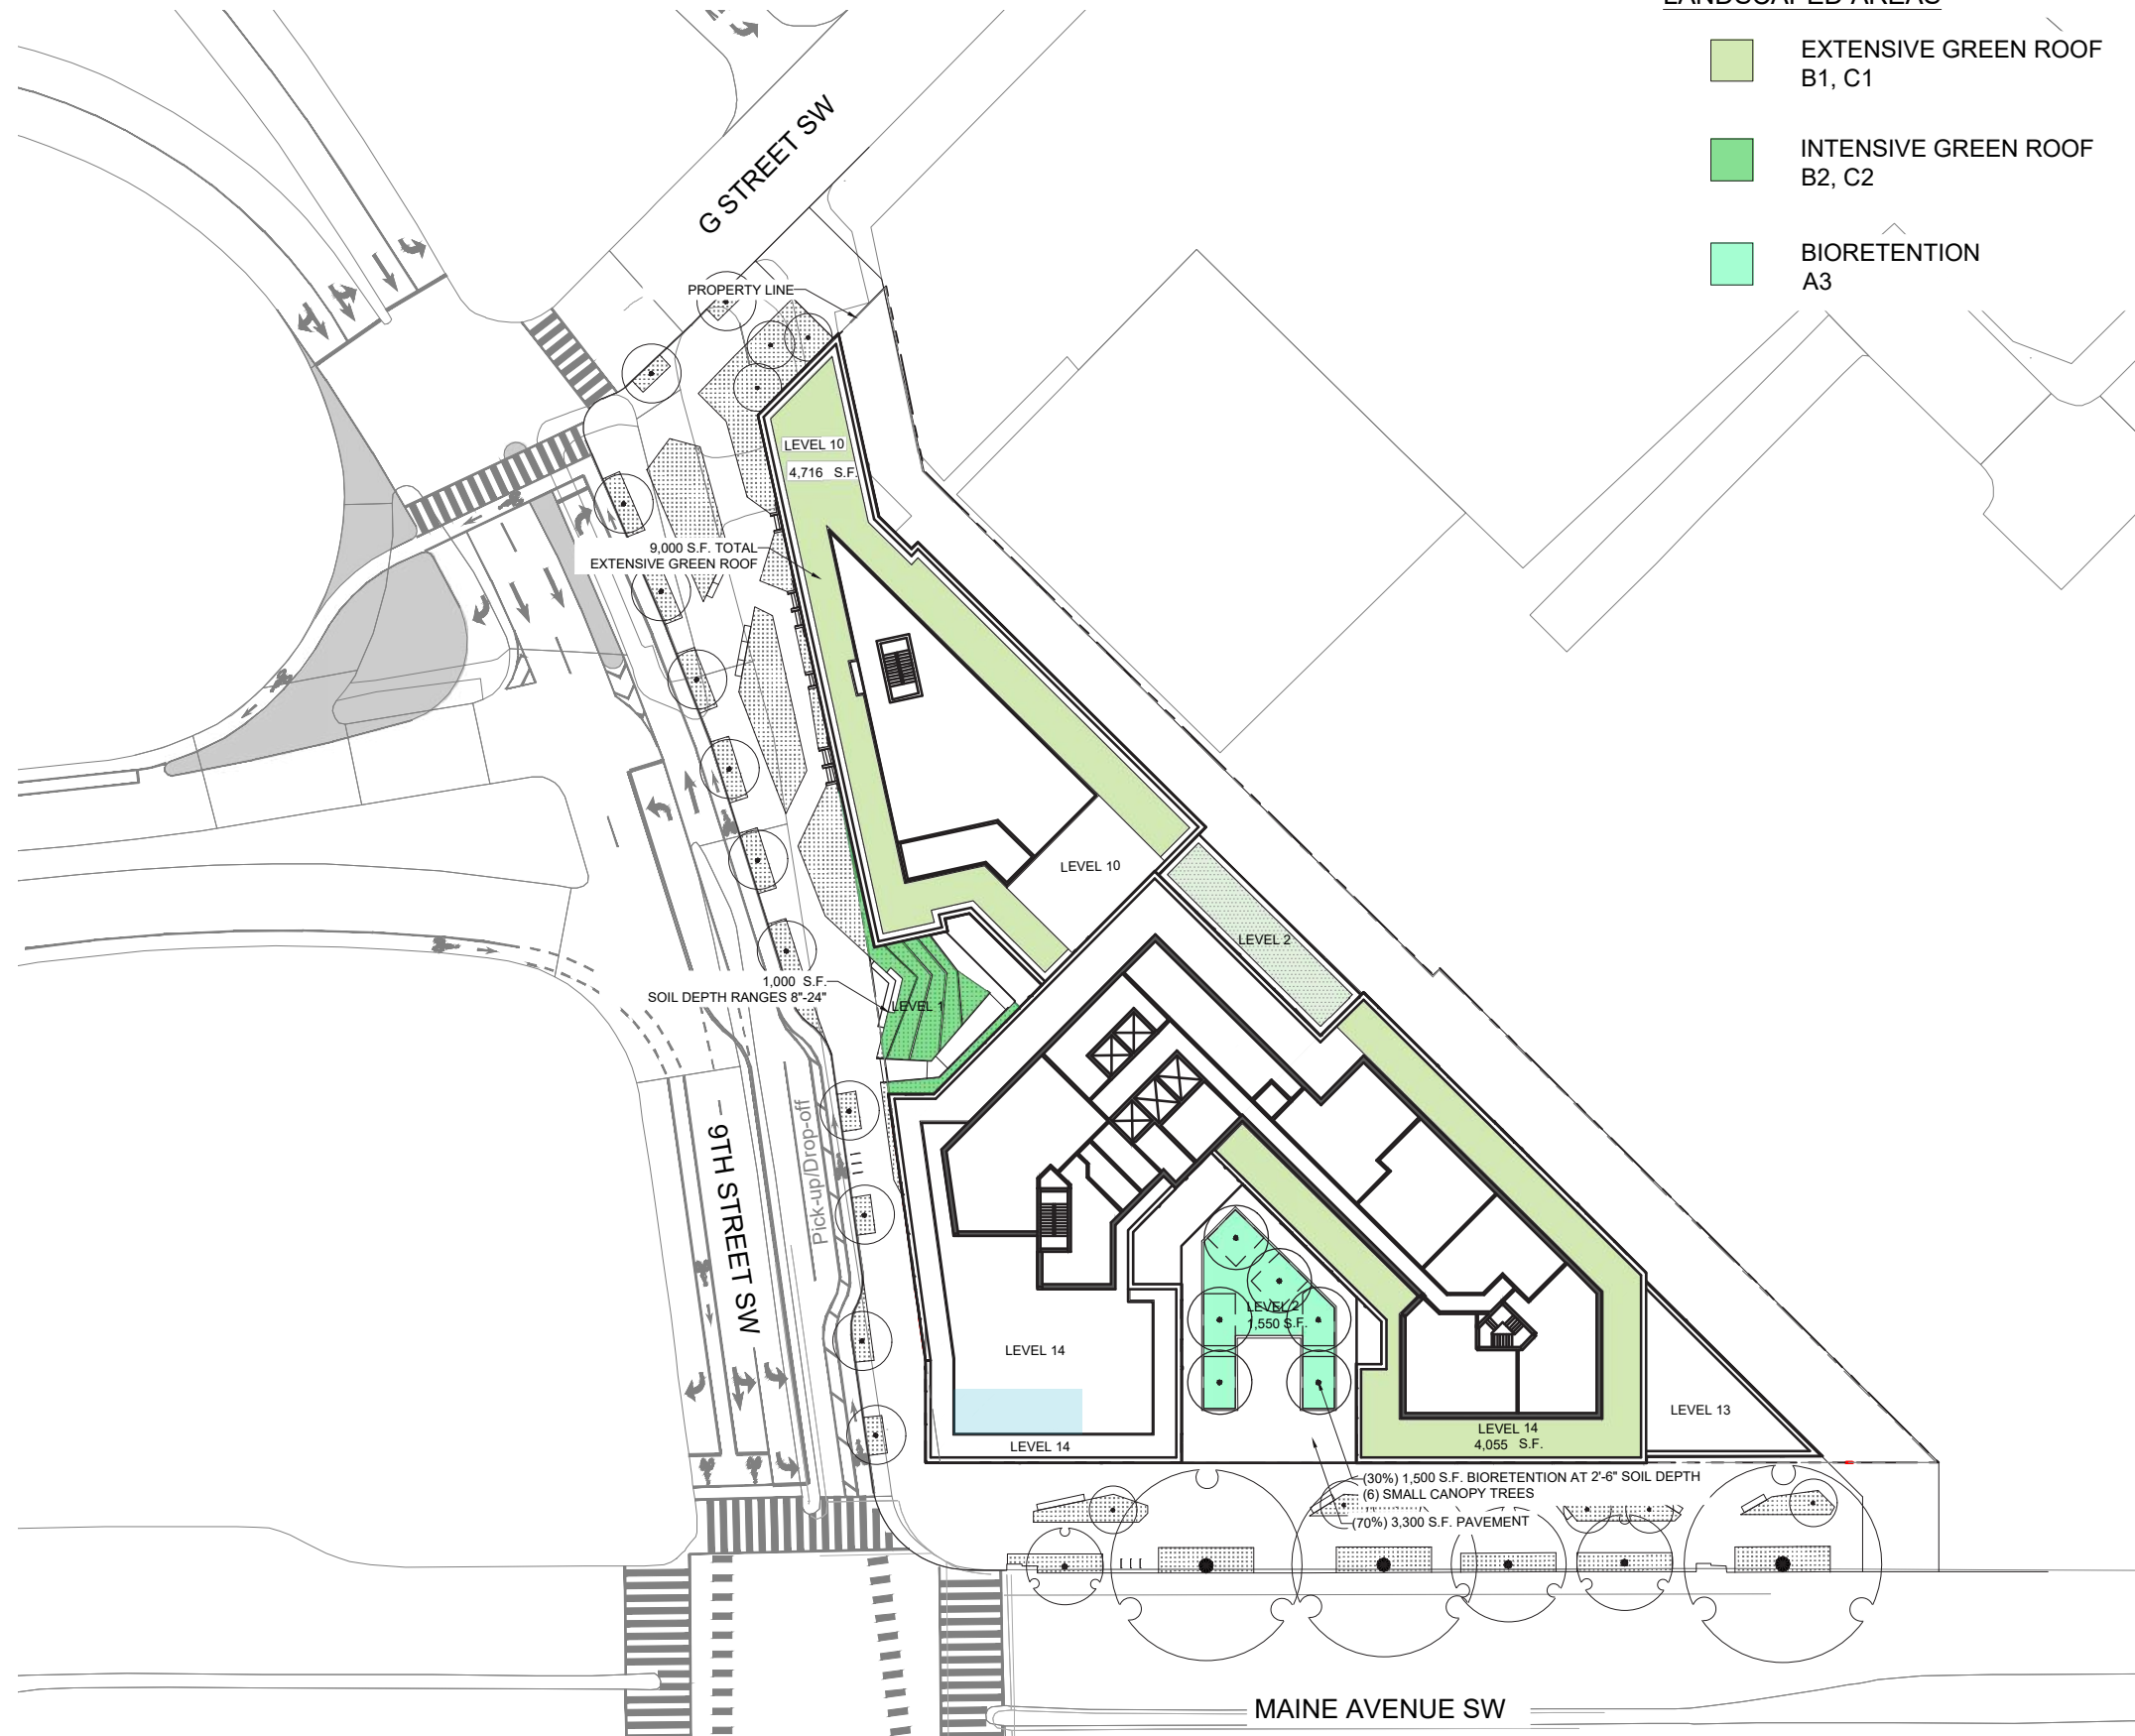 LANDSCAPED AREAS
EXTENSIVE GREEN ROOF
B1, C1
INTENSIVE GREEN ROOF
B2, C2
BIORETENTION
A3
G STREET SW
PROPERTY LINE
LEVEL 10
4,716 S.F.
9,000 S.F. TOTAL
EXTENSIVE GREEN ROOF
LEVEL 10
LEVEL 2
1,000 S.F.
SOIL DEPTH RANGES 8"-24"
LEVEL 1
9TH STREET SW
Pick-up/Drop-off
LEVEL 2
1,550 S.F.
LEVEL 14
LEVEL 14
LEVEL 13
LEVEL 14
4,055 S.F.
(30%) 1,500 S.F. BIORETENTION AT 2'-6" SOIL DEPTH
(6) SMALL CANOPY TREES
(70%) 3,300 S.F. PAVEMENT
MAINE AVENUE SW